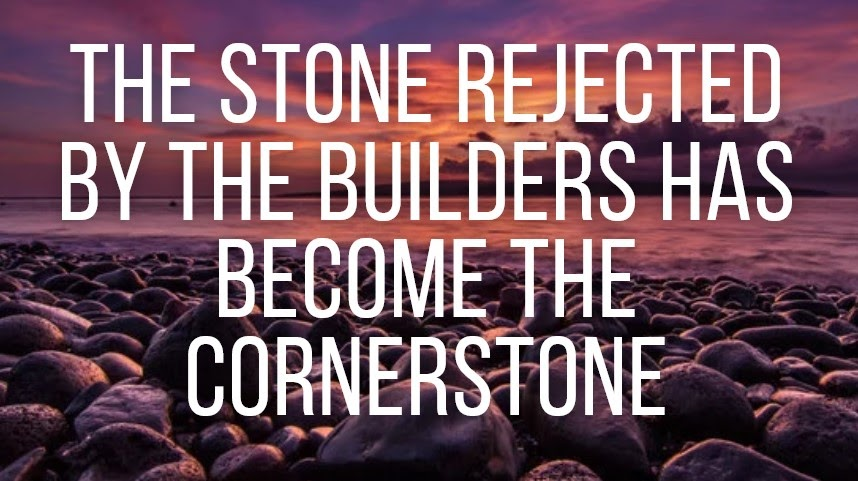 THE STONE REJECTED
BY THE BUILDERS HAS
BECOME THE
CORNERSTONE